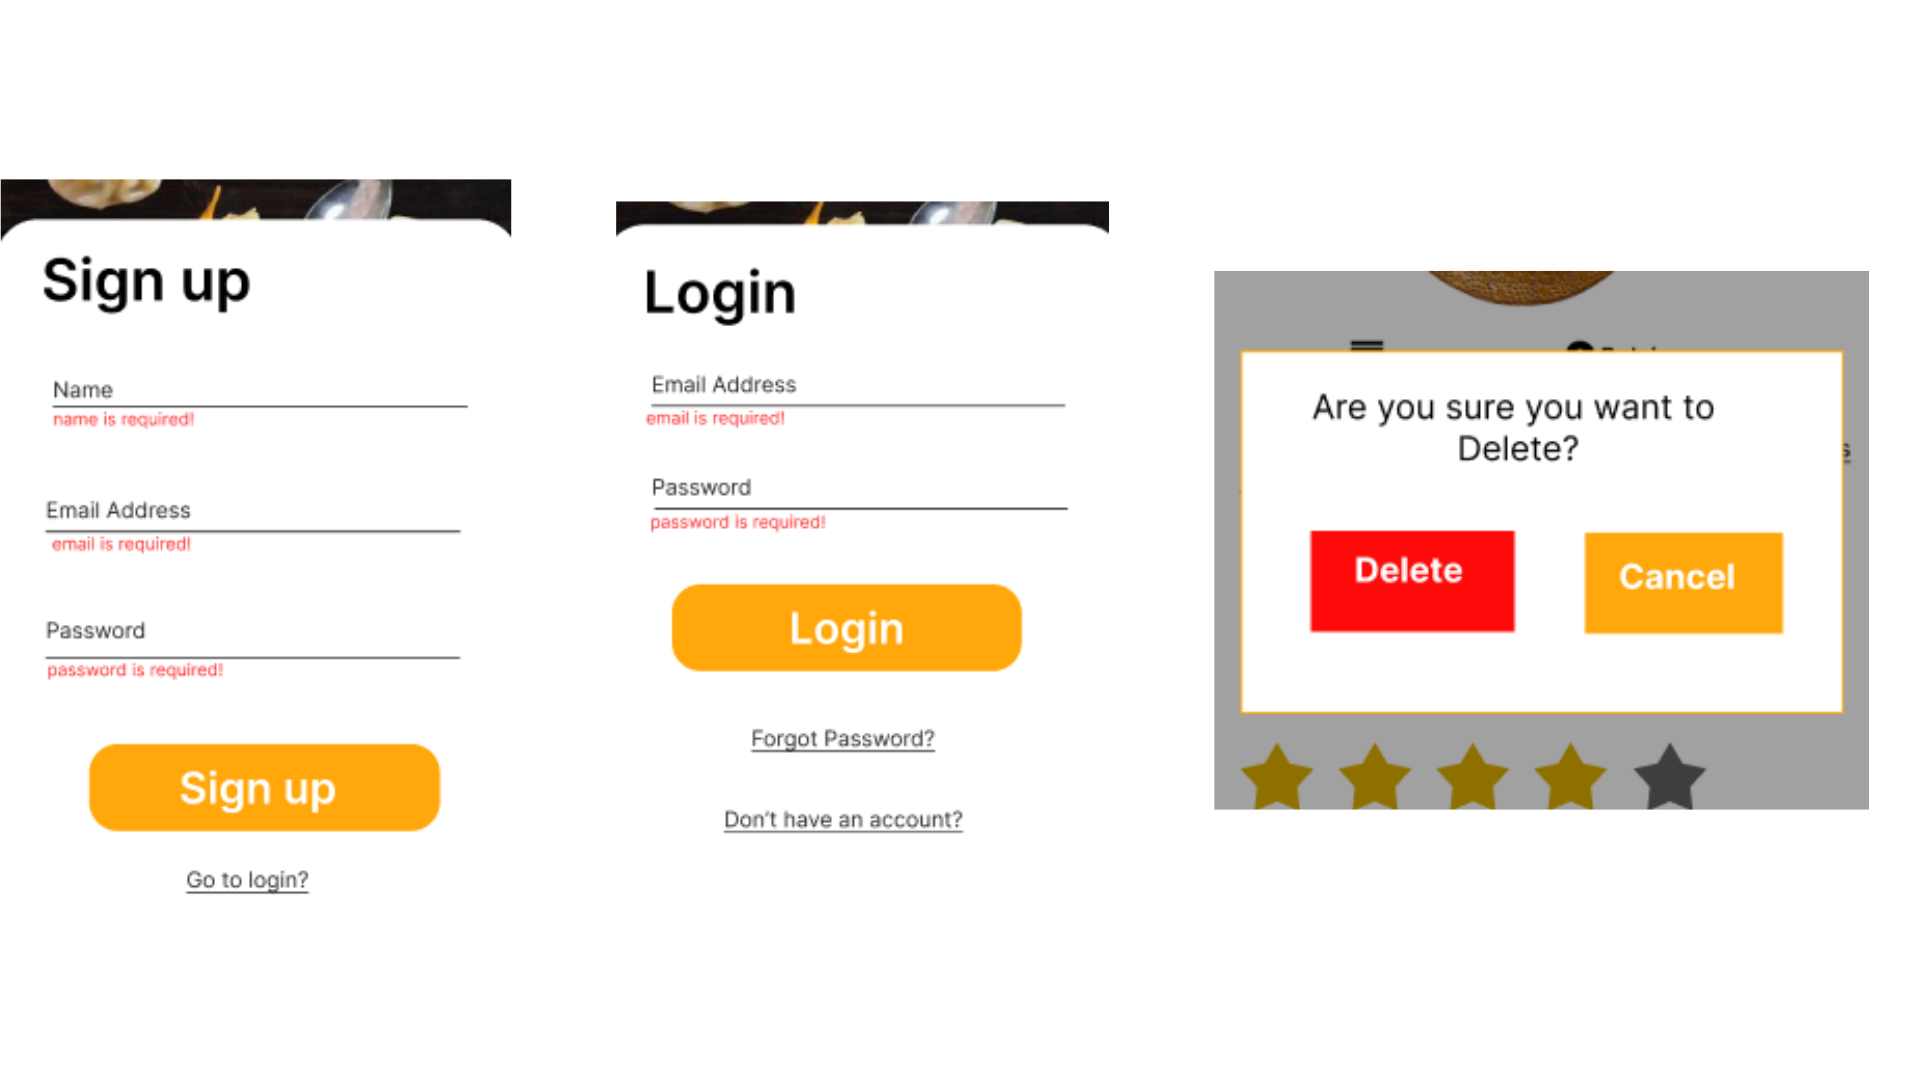 Sign up
Name
name is required!
Email Address
email is required!
Password
password is required!
Sign up
Go to login?
Login
Email Address
email is required!
Password
password is required!
Login
Forgot Password?
Don't have an account?
Are you sure you want to
Delete?
Delete
Cancel